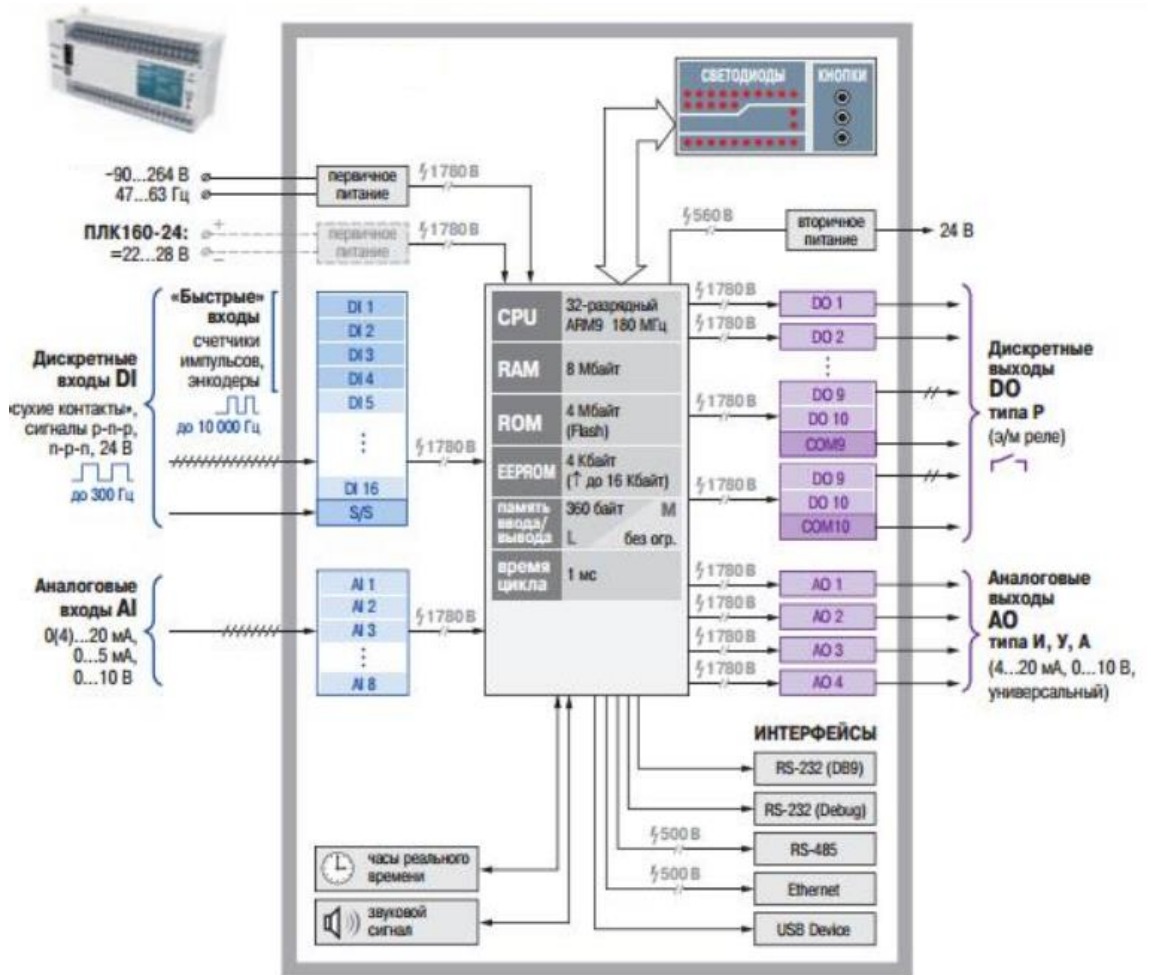 СВЕТОДИОДЫ
КНОПКИ
~90...264 В
47...63 Гц
первичное
питание
1780 В
ПЛК160-24:
+
=22...28 В
−
первичное
питание
1780 В
560 В
вторичное
питание
24 В
«Быстрые»
входы
счетчики
импульсов,
энкодеры
до 10 000 Гц
Дискретные
входы DI
«сухие контакты»,
сигналы p-n-p,
n-p-n, 24 В
до 300 Гц
DI 1
DI 2
DI 3
DI 4
DI 5
DI 16
S/S
1780 В
Аналоговые
входы AI
0(4)...20 мА,
0...5 мА,
0...10 В
AI 1
AI 2
AI 3
AI 8
1780 В
CPU
32-разрядный
ARM9 180 МГц
RAM
8 Мбайт
ROM
4 Мбайт
(Flash)
EEPROM
4 Кбайт
(↑ до 16 Кбайт)
память
ввода/
вывода
360 байт M
L без огр.
время
цикла
1 мс
1780 В
DO 1
1780 В
DO 2
1780 В
DO 9
DO 10
COM9
1780 В
DO 9
DO 10
COM10
Дискретные
выходы
DO
типа Р
(э/м реле)
1780 В
AO 1
1780 В
AO 2
1780 В
AO 3
1780 В
AO 4
Аналоговые
выходы
AO
типа И, У, А
(4...20 мА, 0...10 В,
универсальный)
ИНТЕРФЕЙСЫ
RS-232 (DB9)
RS-232 (Debug)
500 В
RS-485
500 В
Ethernet
USB Device
часы реального
времени
звуковой
сигнал